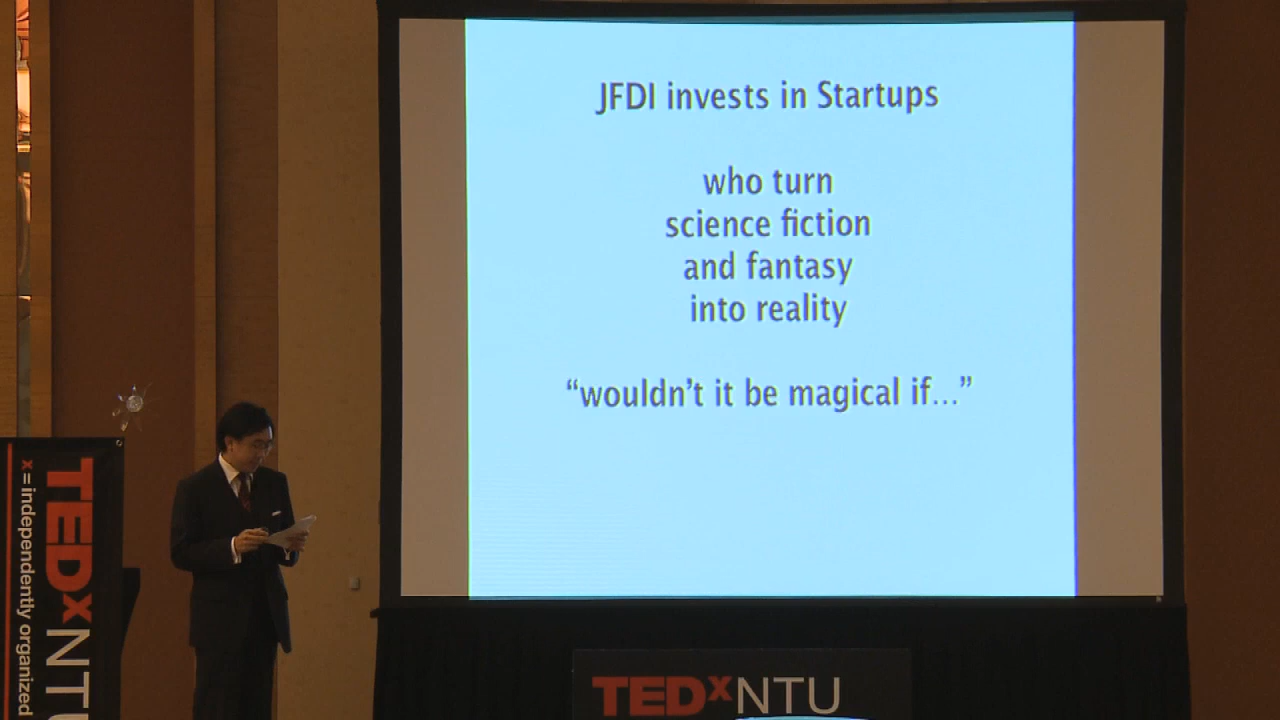 JFDI invests in Startups
who turn
science fiction
and fantasy
into reality
“wouldn’t it be magical if...”
TEDxNTU
x = independently organized
TEDxNTU